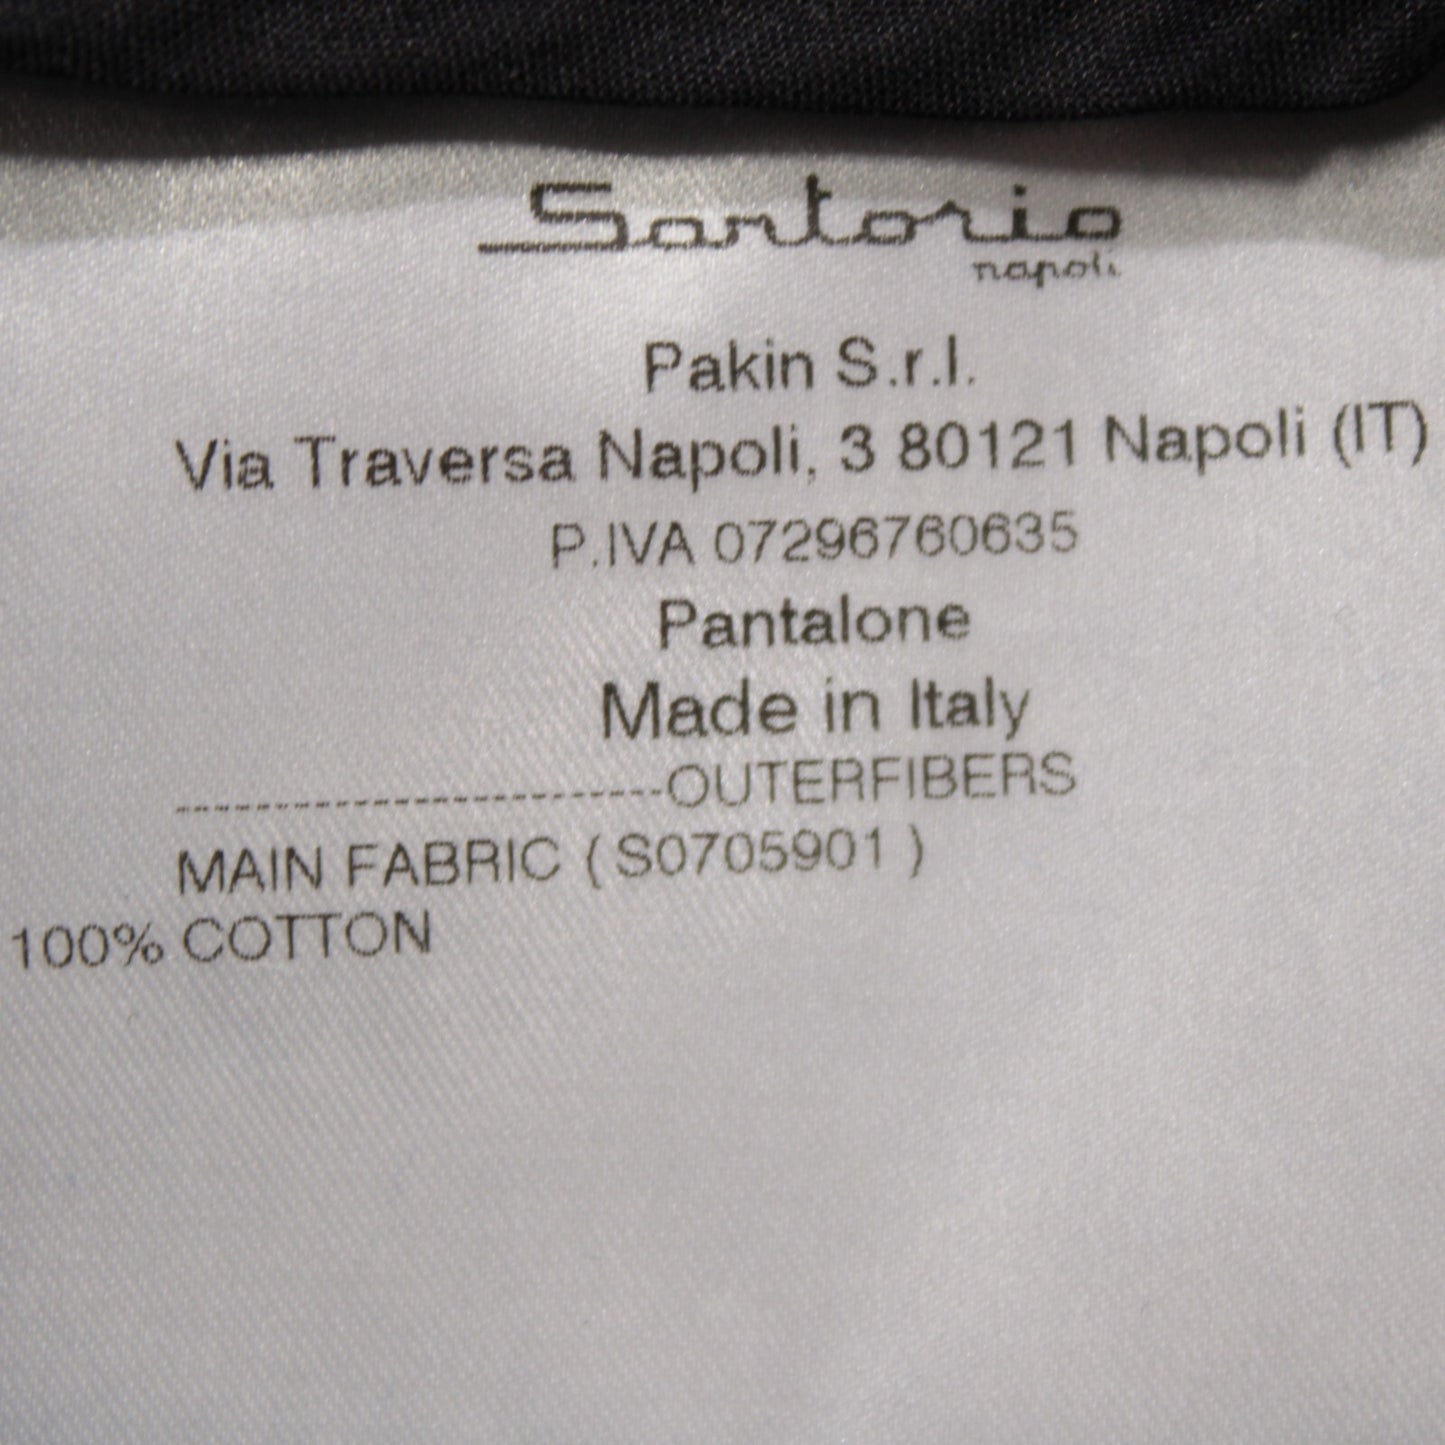 Sartorio
napoli
Pakin S.r.l.
Via Traversa Napoli, 3 80121 Napoli (IT)
P.IVA 07296760635
Pantalone
Made in Italy
-------------------------OUTERFIBERS
MAIN FABRIC ( S0705901 )
100% COTTON